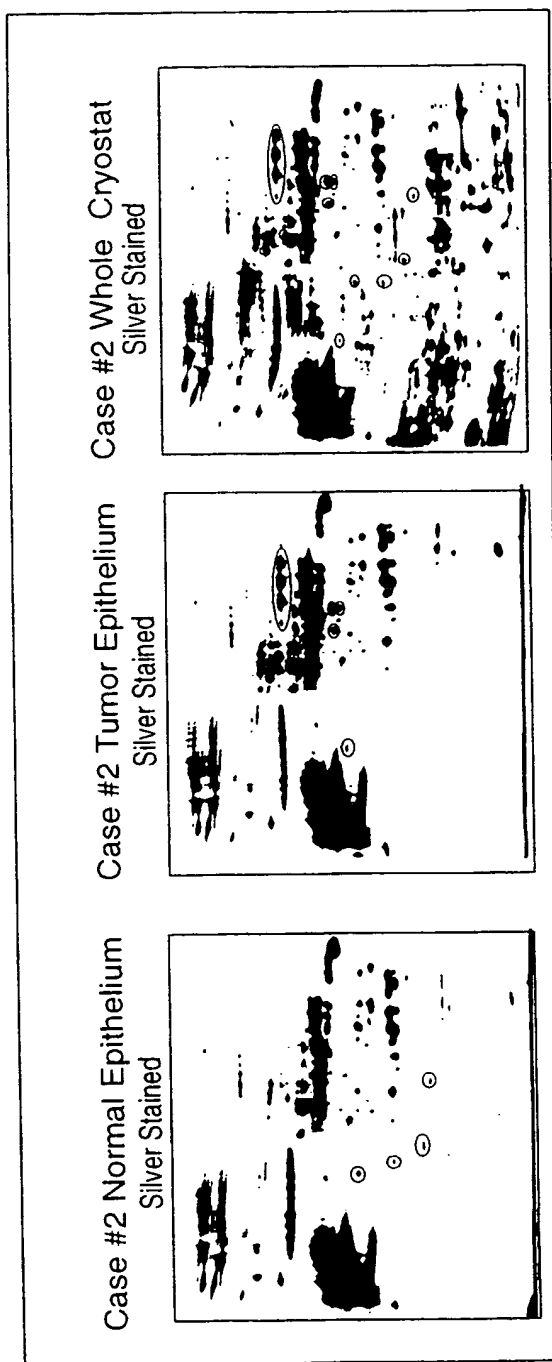 Case #2 Normal Epithelium
Silver Stained
Case #2 Tumor Epithelium
Silver Stained
Case #2 Whole Cryostat
Silver Stained